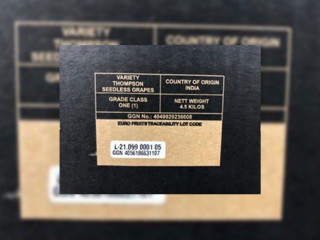 VARIETY
THOMPSON
SEEDLESS GRAPES
COUNTRY OF ORIGIN
INDIA
GRADE CLASS
ONE (1)
NETT WEIGHT
4.5 KILOS
GGN No.: 4049929236608
EURO FRUITS TRACEABILITY LOT CODE
L-21.099 0001 05
GGN 4056186631107